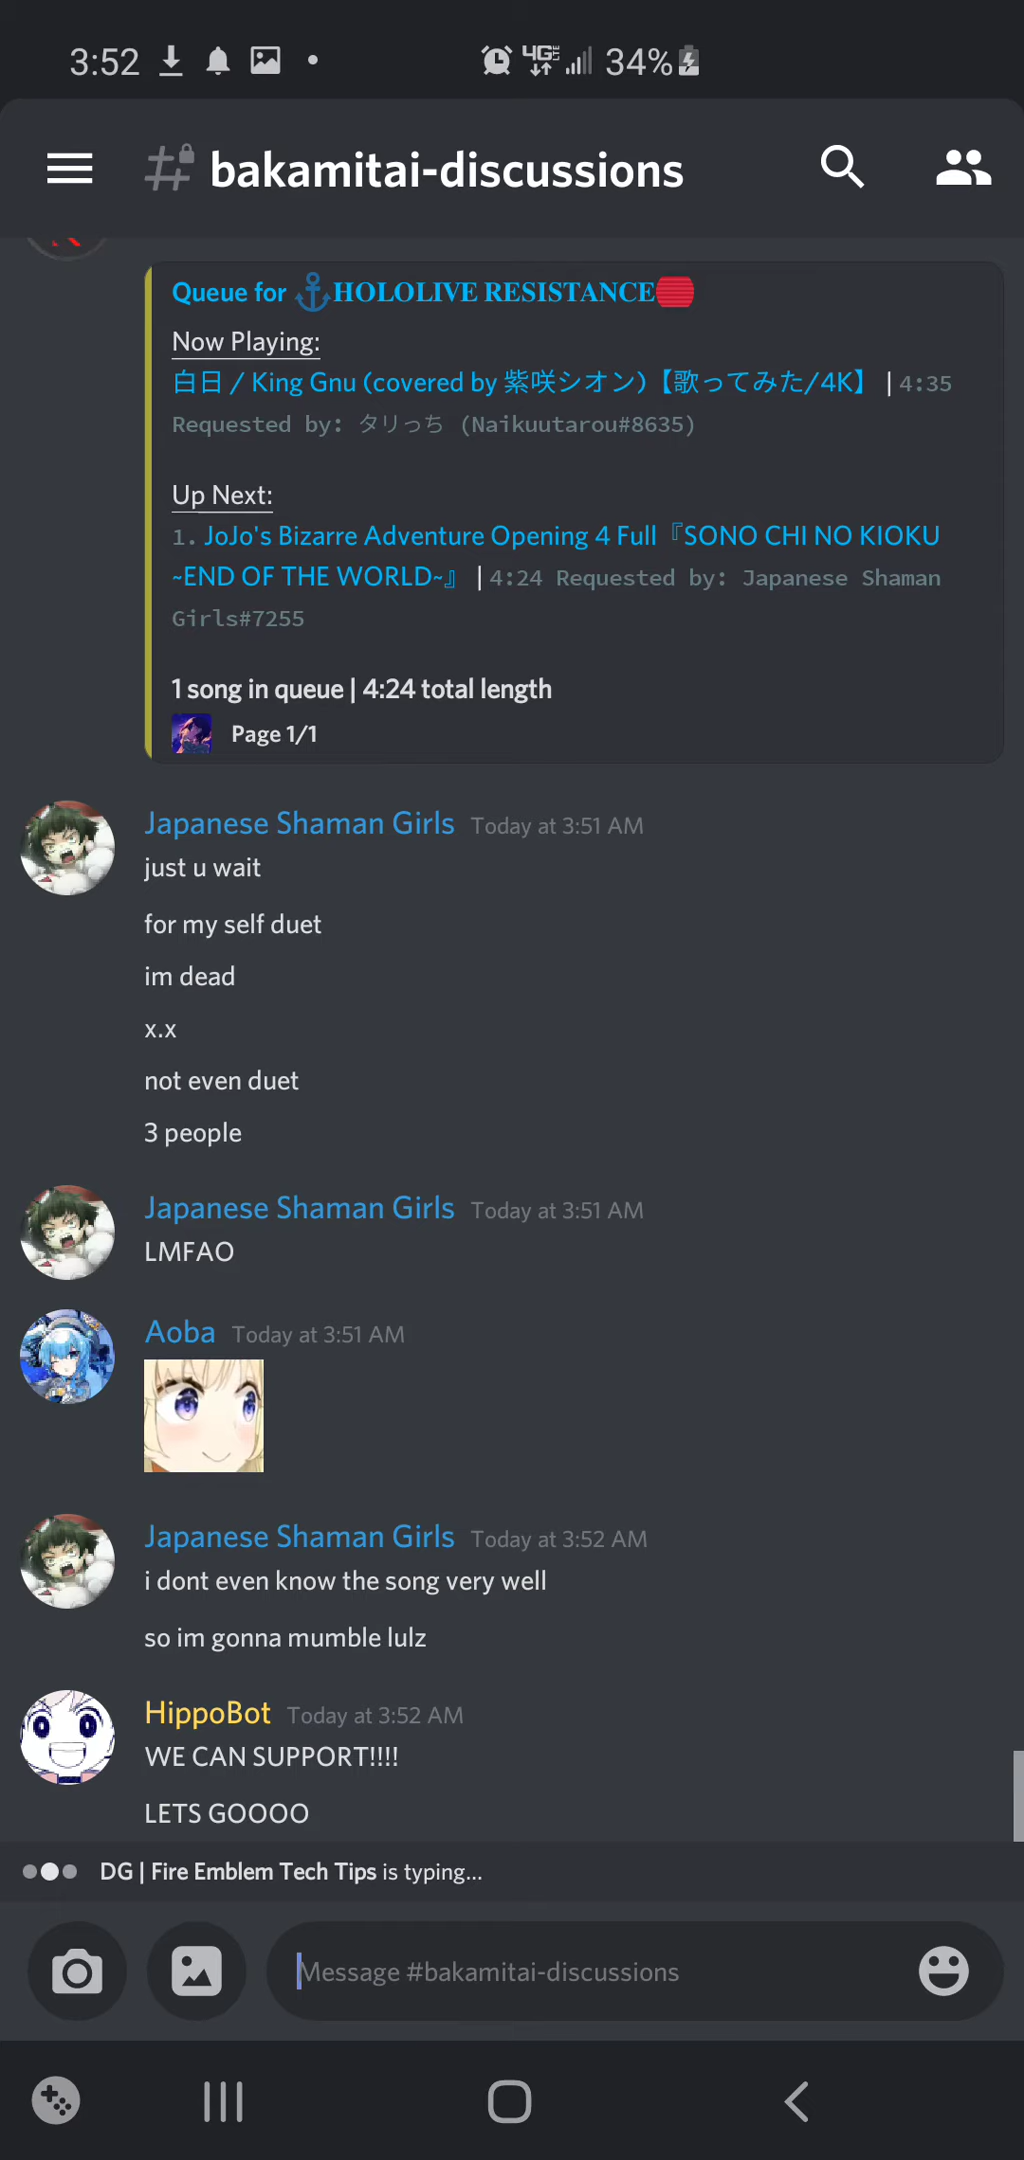 3:52
4G LTE
34%
bakamitai-discussions
Queue for ⚓HOLOLIVE RESISTANCE
Now Playing:
白日 / King Gnu (covered by 紫咲シオン)【歌ってみた/4K】 | 4:35
Requested by: タリっち (Naikuutarou#8635)
Up Next:
1. JoJo's Bizarre Adventure Opening 4 Full『SONO CHI NO KIOKU
~END OF THE WORLD~』 | 4:24 Requested by: Japanese Shaman
Girls#7255
1 song in queue | 4:24 total length
Page 1/1
Japanese Shaman Girls Today at 3:51 AM
just u wait
for my self duet
im dead
x.x
not even duet
3 people
Japanese Shaman Girls Today at 3:51 AM
LMFAO
Aoba Today at 3:51 AM
Japanese Shaman Girls Today at 3:52 AM
i dont even know the song very well
so im gonna mumble lulz
HippoBot Today at 3:52 AM
WE CAN SUPPORT!!!!
LETS GOOOO
DG | Fire Emblem Tech Tips is typing...
Message #bakamitai-discussions